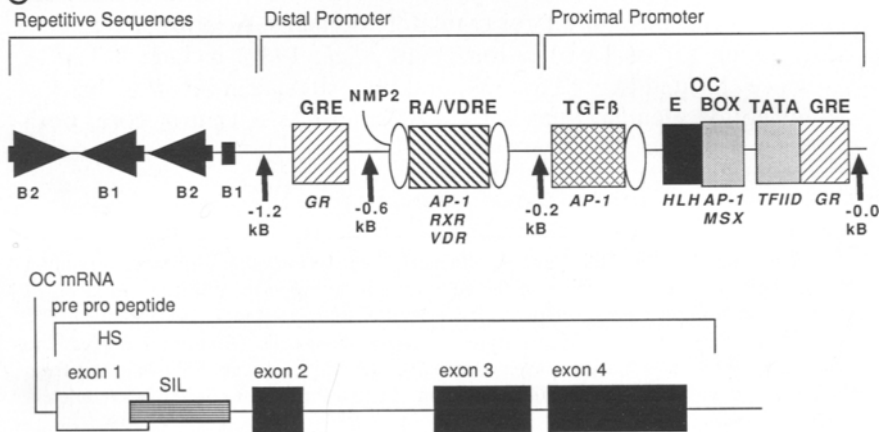 Repetitive Sequences Distal Promoter Proximal Promoter
OC
GRE NMP2 RA/VDRE TGFß E BOX TATA GRE
B2 B1 B2 B1
-1.2 kB
GR
-0.6 kB
AP-1
RXR
VDR
-0.2 kB
AP-1
HLH AP-1 TFIID GR
MSX
-0.0 kB
OC mRNA
pre pro peptide
HS
exon 1 SIL exon 2 exon 3 exon 4